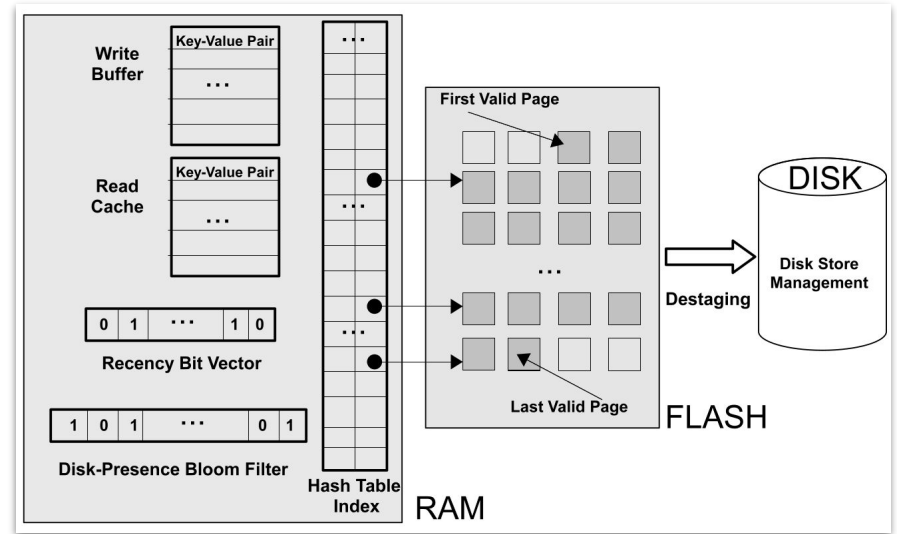 Write
Buffer
Key-Value Pair
...
Read
Cache
Key-Value Pair
...
0 1 ... 1 0
Recency Bit Vector
1 0 1 ... 0 1
Disk-Presence Bloom Filter
...
...
...
Hash Table
Index
RAM
First Valid Page
...
Last Valid Page
FLASH
Destaging
DISK
Disk Store
Management